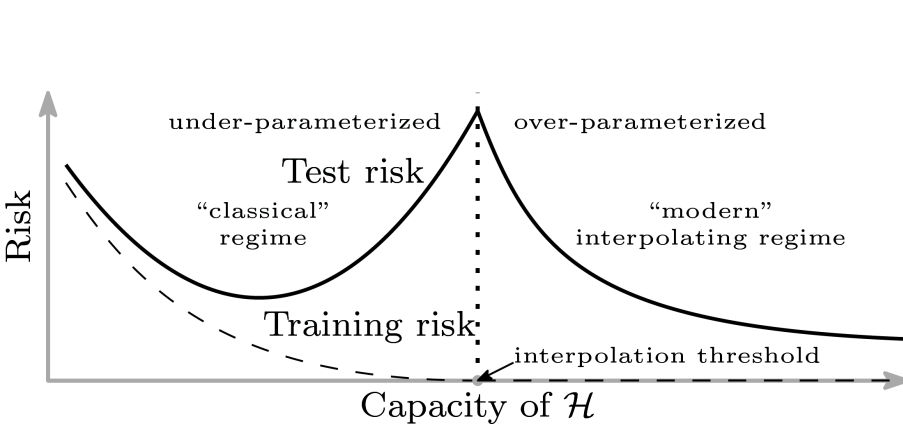 under-parameterized
over-parameterized
Test risk
“classical”
regime
“modern”
interpolating regime
Risk
Training risk
interpolation threshold
Capacity of ℋ